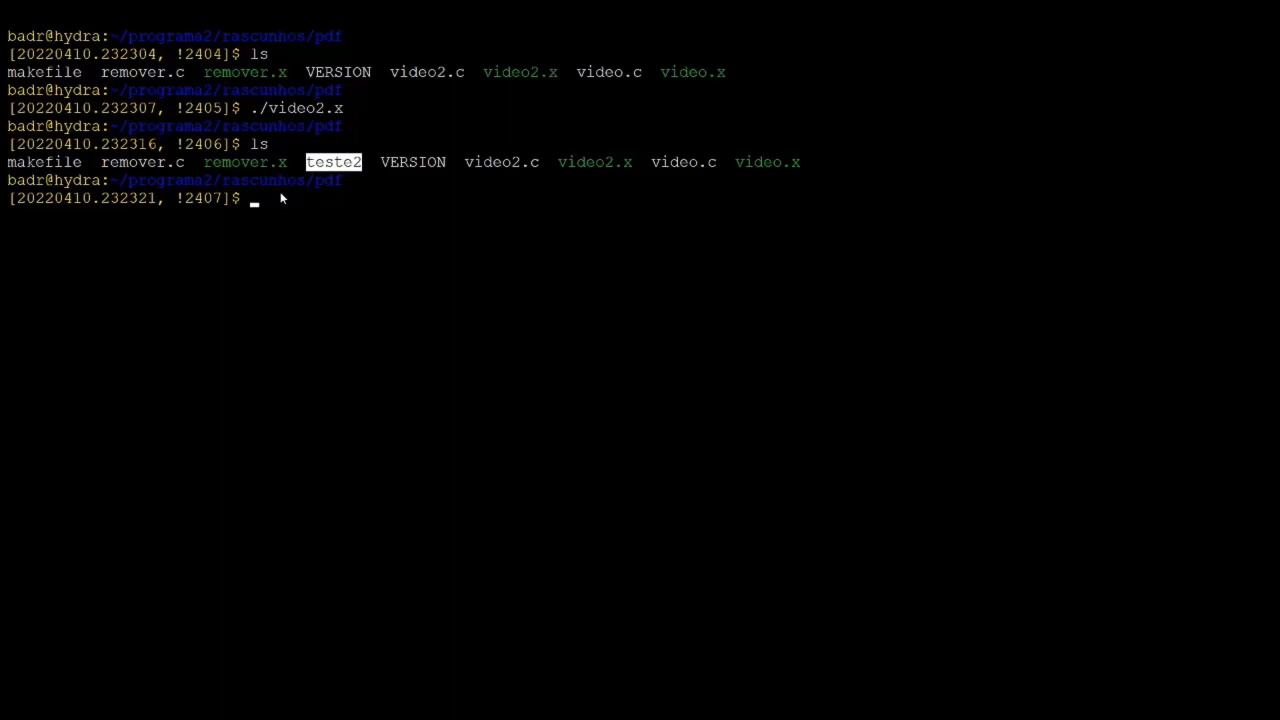 badr@hydra:~/programa2/rascunhos/pdf
[20220410.232304, !2404]$ ls
makefile  remover.c  remover.x  VERSION  video2.c  video2.x  video.c  video.x
badr@hydra:~/programa2/rascunhos/pdf
[20220410.232307, !2405]$ ./video2.x
badr@hydra:~/programa2/rascunhos/pdf
[20220410.232316, !2406]$ ls
makefile  remover.c  remover.x  teste2  VERSION  video2.c  video2.x  video.c  video.x
badr@hydra:~/programa2/rascunhos/pdf
[20220410.232321, !2407]$